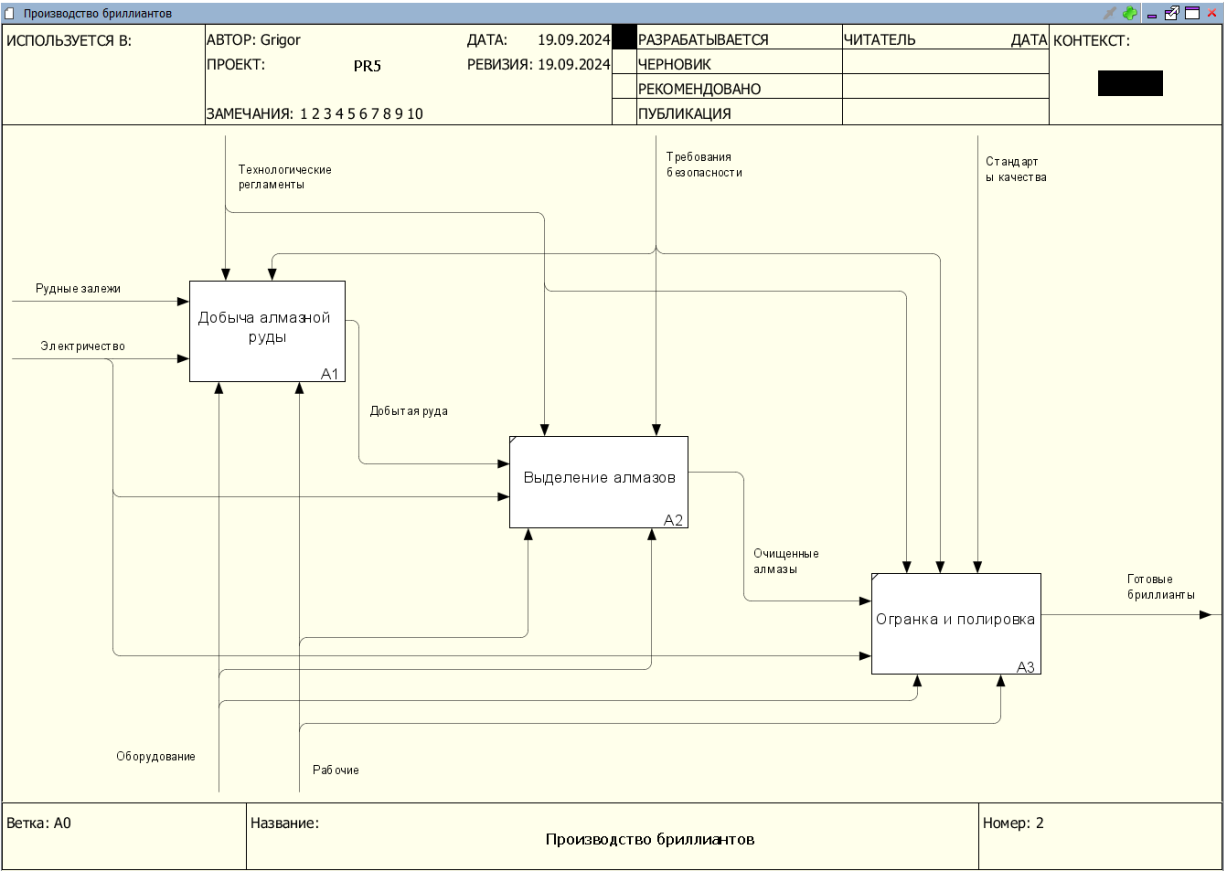 Производство бриллиантов
ИСПОЛЬЗУЕТСЯ В:
АВТОР: Grigor
ДАТА: 19.09.2024
РАЗРАБАТЫВАЕТСЯ
ЧИТАТЕЛЬ
ДАТА
КОНТЕКСТ:
ПРОЕКТ: PR5
РЕВИЗИЯ: 19.09.2024
ЧЕРНОВИК
РЕКОМЕНДОВАНО
ЗАМЕЧАНИЯ: 1 2 3 4 5 6 7 8 9 10
ПУБЛИКАЦИЯ
Технологические
регламенты
Требования
безопасности
Стандарт
ы качества
Рудные залежи
Электричество
Добыча алмазной
руды
A1
Добытая руда
Выделение алмазов
A2
Очищенные
алмазы
Огранка и полировка
A3
Готовые
бриллианты
Оборудование
Рабочие
Ветка: A0
Название:
Производство бриллиантов
Номер: 2